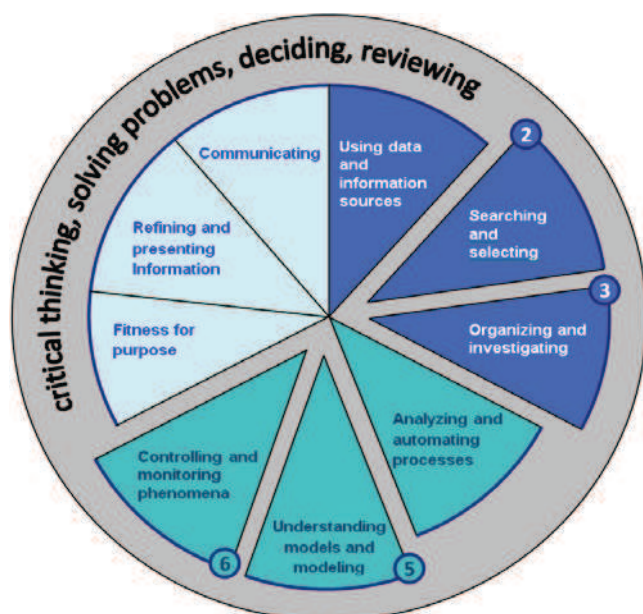 critical thinking, solving problems, deciding, reviewing
Using data
and
information
sources
2
Searching
and
selecting
3
Organizing and
investigating
Analyzing and
automating
processes
5
Understanding
models and
modeling
6
Controlling and
monitoring
phenomena
Fitness for
purpose
Refining and
presenting
Information
Communicating